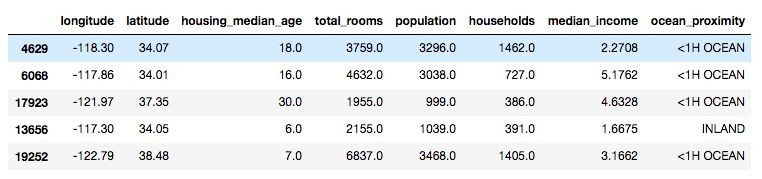 longitude latitude housing_median_age total_rooms population households median_income ocean_proximity
4629 -118.30 34.07 18.0 3759.0 3296.0 1462.0 2.2708 <1H OCEAN
6068 -117.86 34.01 16.0 4632.0 3038.0 727.0 5.1762 <1H OCEAN
17923 -121.97 37.35 30.0 1955.0 999.0 386.0 4.6328 <1H OCEAN
13656 -117.30 34.05 6.0 2155.0 1039.0 391.0 1.6675 INLAND
19252 -122.79 38.48 7.0 6837.0 3468.0 1405.0 3.1662 <1H OCEAN